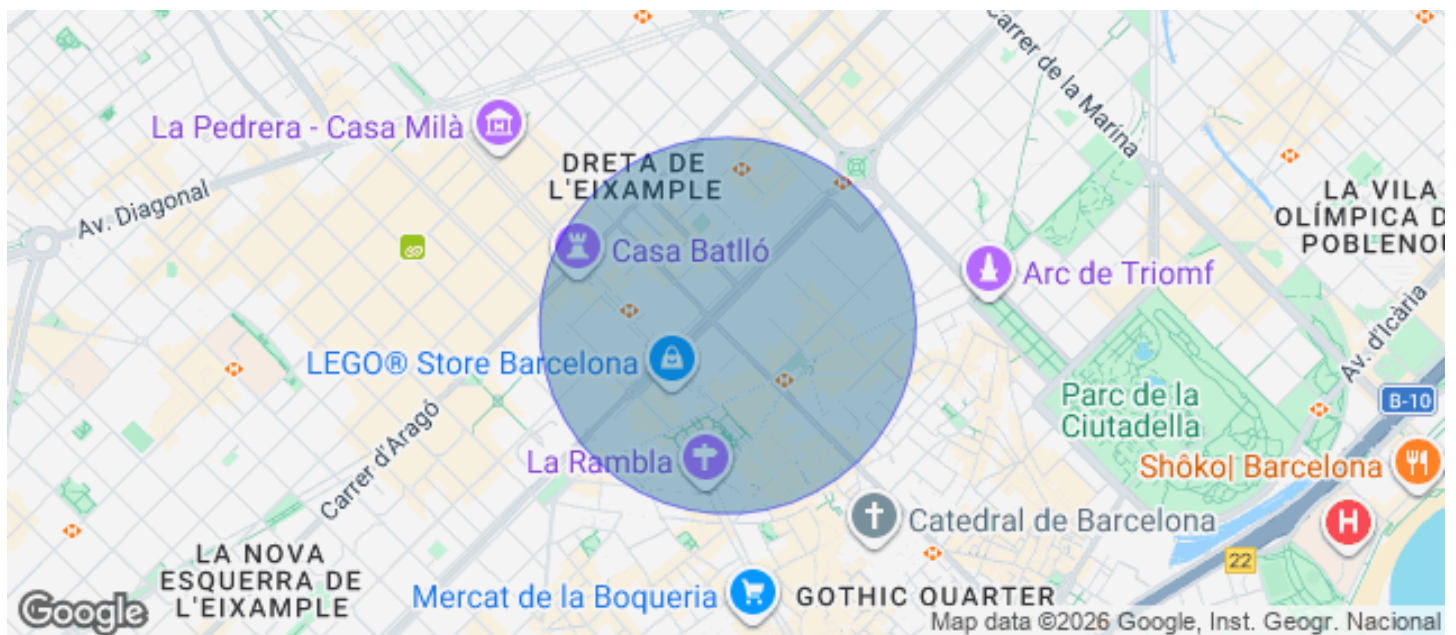 Carrer de la Marina
La Pedrera - Casa Milà
DRETA DE
L'EIXAMPLE
Av. Diagonal
LA VILA
OLÍMPICA D
POBLENOU
Casa Batlló
Arc de Triomf
LEGO® Store Barcelona
Av. d'Icària
Parc de la
Ciutadella
B-10
Carrer d'Aragó
La Rambla
Shôko| Barcelona
Catedral de Barcelona
H
22
LA NOVA
ESQUERRA DE
L'EIXAMPLE
Mercat de la Boqueria
GOTHIC QUARTER
Google
Map data ©2026 Google, Inst. Geogr. Nacional